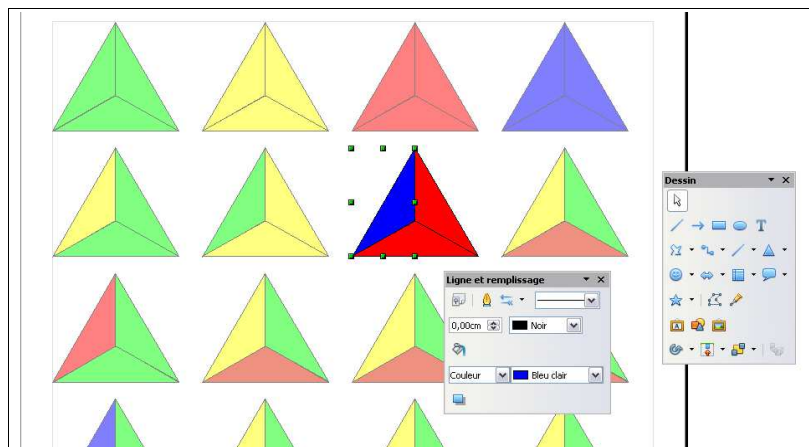 Dessin
T
Ligne et remplissage
0,00cm Noir
Couleur Bleu clair